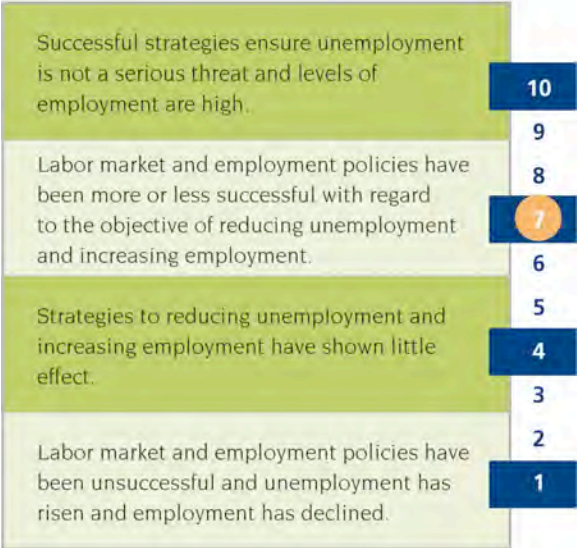 Successful strategies ensure unemployment
is not a serious threat and levels of
employment are high.
10
9
Labor market and employment policies have
8
been more or less successful with regard
to the objective of reducing unemployment
7
and increasing employment.
6
5
Strategies to reducing unemployment and
increasing employment have shown little
4
effect.
3
2
Labor market and employment policies have
been unsuccessful and unemployment has
1
risen and employment has declined.